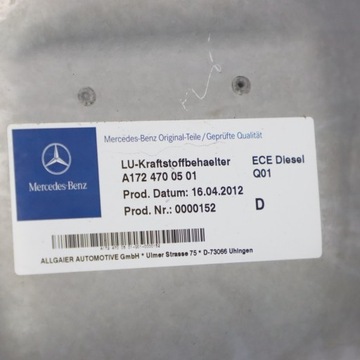 Mercedes-Benz Original-Teile/Geprüfte Qualität
Mercedes-Benz
LU-Kraftstoffbehaelter ECE Diesel
A172 470 05 01 Q01
Prod. Datum: 16.04.2012
Prod. Nr.: 0000152 D
ALLGAIER AUTOMOTIVE GmbH * Ulmer Strasse 75 * D-73066 Uhingen